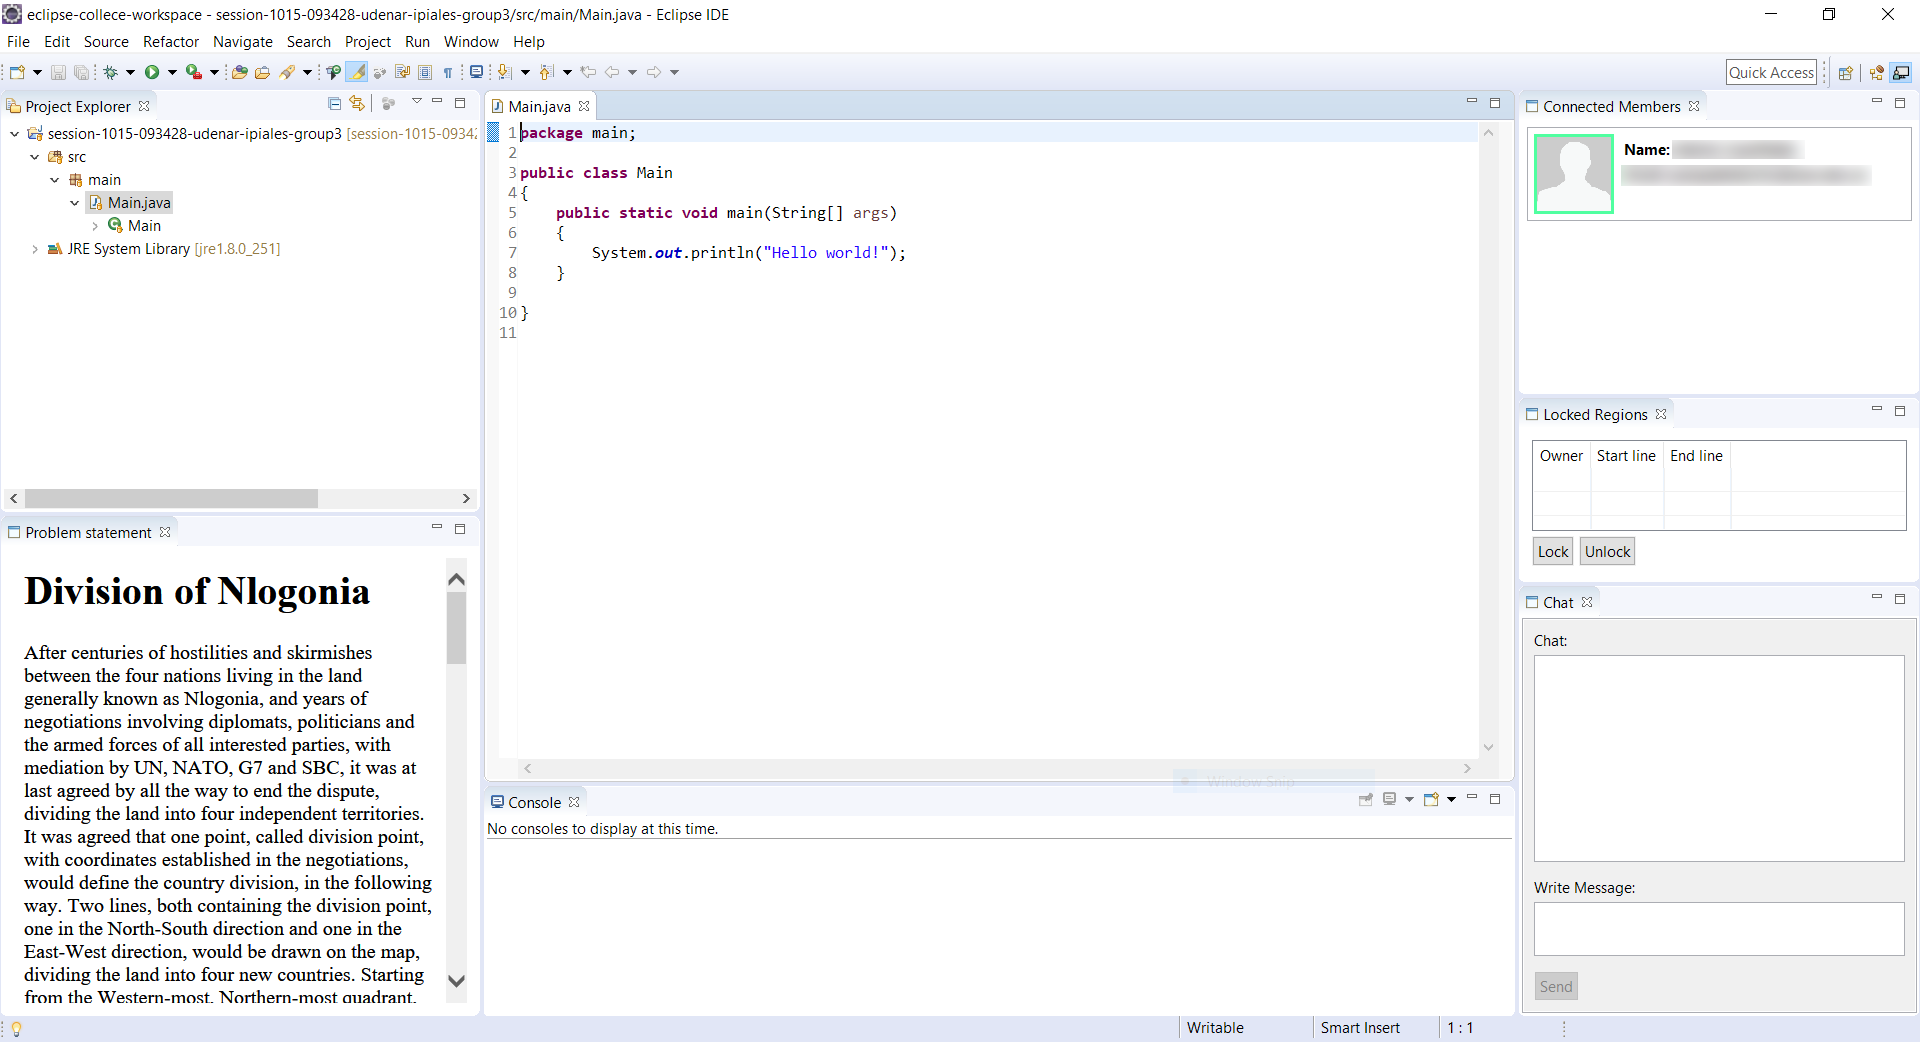 eclipse-collece-workspace - session-1015-093428-udenar-ipiales-group3/src/main/Main.java - Eclipse IDE
File Edit Source Refactor Navigate Search Project Run Window Help
Quick Access
Project Explorer
session-1015-093428-udenar-ipiales-group3 [session-1015-0934
src
main
Main.java
Main
JRE System Library [jre1.8.0_251]
Problem statement
Division of Nlogonia
After centuries of hostilities and skirmishes
between the four nations living in the land
generally known as Nlogonia, and years of
negotiations involving diplomats, politicians and
the armed forces of all interested parties, with
mediation by UN, NATO, G7 and SBC, it was at
last agreed by all the way to end the dispute,
dividing the land into four independent territories.
It was agreed that one point, called division point,
with coordinates established in the negotiations,
would define the country division, in the following
way. Two lines, both containing the division point,
one in the North-South direction and one in the
East-West direction, would be drawn on the map,
dividing the land into four new countries. Starting
from the Western-most, Northern-most quadrant,
Main.java
1 package main;
2
3 public class Main
4 {
5     public static void main(String[] args)
6     {
7         System.out.println("Hello world!");
8     }
9
10 }
11
Window Snip
Console
No consoles to display at this time.
Connected Members
Name:
Locked Regions
Owner Start line End line
Lock Unlock
Chat
Chat:
Write Message:
Send
Writable Smart Insert 1 : 1